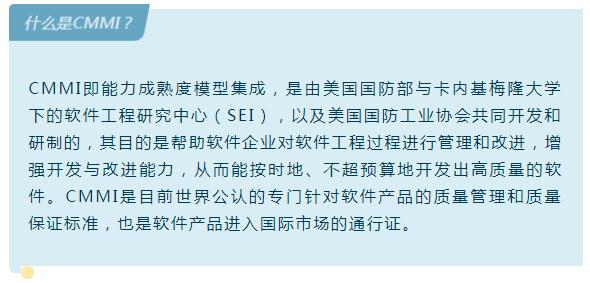 什么是CMMI？
CMMI即能力成熟度模型集成，是由美国国防部与卡内基梅隆大学
下的软件工程研究中心（SEI），以及美国国防工业协会共同开发和
研制的，其目的是帮助软件企业对软件工程过程进行管理和改进，增
强开发与改进能力，从而能按时地、不超预算地开发出高质量的软
件。CMMI是目前世界公认的专门针对软件产品的质量管理和质量
保证标准，也是软件产品进入国际市场的通行证。